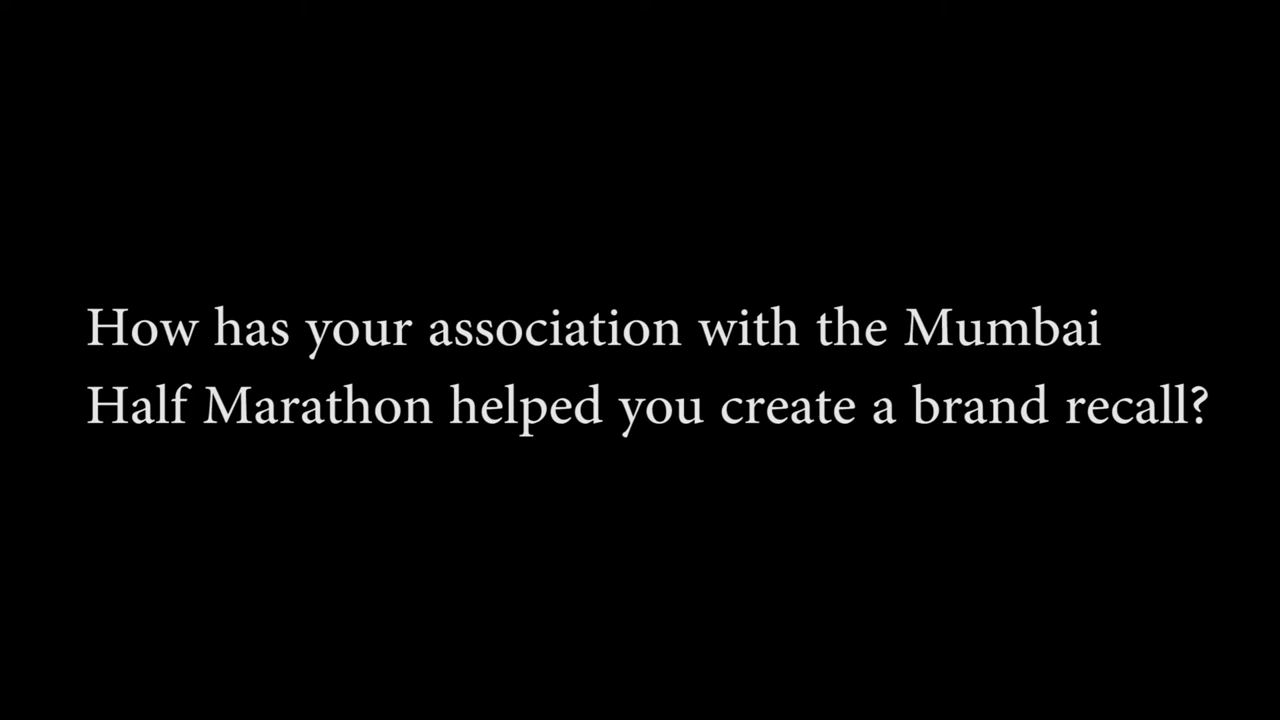 How has your association with the Mumbai
Half Marathon helped you create a brand recall?